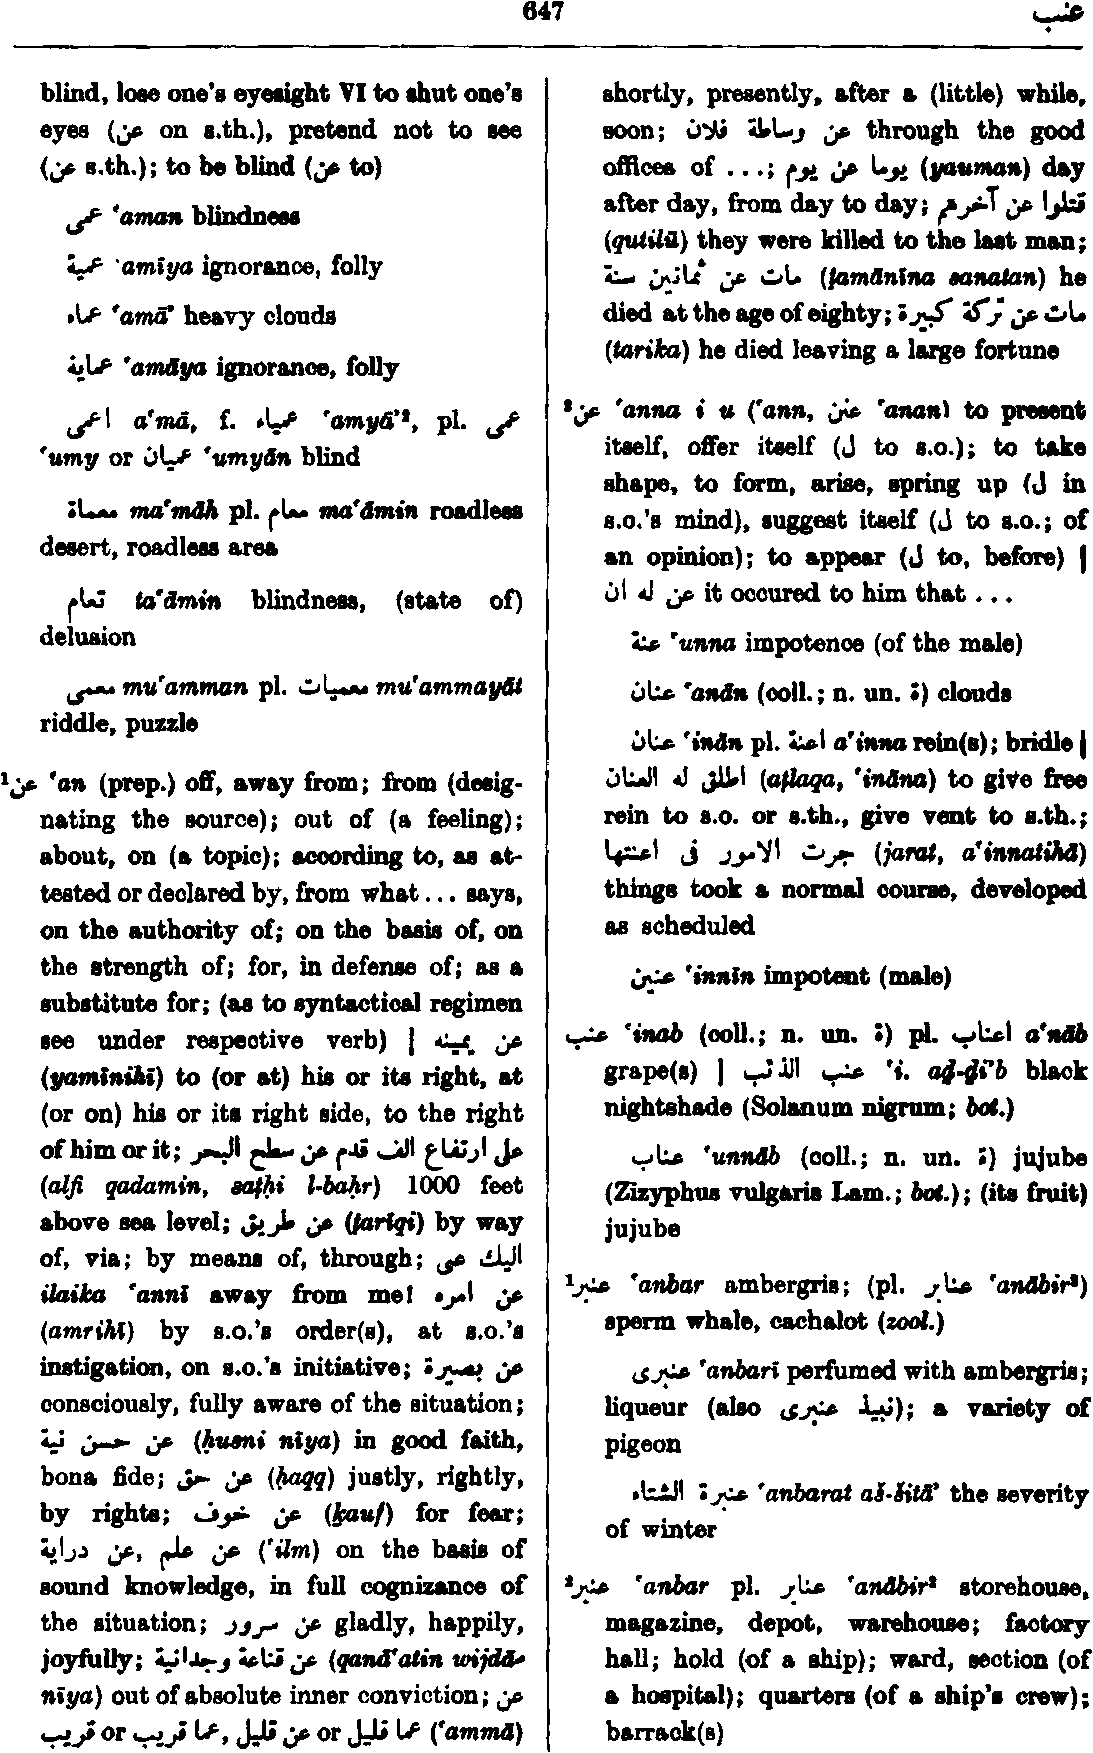 647
عنب
blind, lose one's eyesight VI to shut one's
eyes (عن on s.th.), pretend not to see
(عن s.th.); to be blind (عن to)
عمى ‘aman blindness
عمية ‘amīya ignorance, folly
عماء ‘amā’ heavy clouds
عماية ‘amāya ignorance, folly
اعمى a‘mā, f. عمياء ‘amyā’², pl. عمى
‘umy or عميان ‘umyān blind
معماة ma‘māh pl. معام ma‘āmin roadless
desert, roadless area
تعام ta‘āmin blindness, (state of)
delusion
معمى mu‘amman pl. معميات mu‘ammayāt
riddle, puzzle
¹عن ‘an (prep.) off, away from; from (desig-
nating the source); out of (a feeling);
about, on (a topic); according to, as at-
tested or declared by, from what... says,
on the authority of; on the basis of, on
the strength of; for, in defense of; as a
substitute for; (as to syntactical regimen
see under respective verb) | عن يمينه
(yamīnihī) to (or at) his or its right, at
(or on) his or its right side, to the right
of him or it; على ارتفاع الف قدم عن سطح البحر
(alfi qadamin, saṭḥi l-baḥr) 1000 feet
above sea level; عن طريق (ṭarīqi) by way
of, via; by means of, through; اليك عنى
ilaika ‘annī away from me! عن امره
(amrihī) by s.o.'s order(s), at s.o.'s
instigation, on s.o.'s initiative; عن بصيرة
consciously, fully aware of the situation;
عن حسن نية (ḥusni nīya) in good faith,
bona fide; عن حق (ḥaqq) justly, rightly,
by rights; عن خوف (ḵauf) for fear;
عن علم, عن دراية (‘ilm) on the basis of
sound knowledge, in full cognizance of
the situation; عن سرور gladly, happily,
joyfully; عن قناعة وجدانية (qanā‘atin wijdā-
nīya) out of absolute inner conviction; عن
قريب or عما قريب, عن قليل or عما قليل (‘ammā)
shortly, presently, after a (little) while,
soon; عن وساطة فلان through the good
offices of ...; يوما عن يوم (yauman) day
after day, from day to day; قتلوا عن آخرهم
(qutilū) they were killed to the last man;
مات عن ثمانين سنة (ṯamānīna sanatan) he
died at the age of eighty; مات عن تركة كبيرة
(tarika) he died leaving a large fortune
²عن ‘anna i u (‘ann, عنن ‘anan) to present
itself, offer itself (ل to s.o.); to take
shape, to form, arise, spring up (ل in
s.o.'s mind), suggest itself (ل to s.o.; of
an opinion); to appear (ل to, before) |
عن له ان it occured to him that ...
عنة ‘unna impotence (of the male)
عنان ‘anān (coll.; n. un. ة) clouds
عنان ‘inān pl. اعنة a‘inna rein(s); bridle |
اطلق له العنان (aṭlaqa, ‘ināna) to give free
rein to s.o. or s.th., give vent to s.th.;
جرت الامور فى اعنتها (jarat, a‘innatihā)
things took a normal course, developed
as scheduled
عنين ‘innīn impotent (male)
عنب ‘inab (coll.; n. un. ة) pl. اعناب a‘nāb
grape(s) | عنب الذئب ‘i. aḏ-ḏi’b black
nightshade (Solanum nigrum; bot.)
عناب ‘unnāb (coll.; n. un. ة) jujube
(Zizyphus vulgaris Lam.; bot.); (its fruit)
jujube
¹عنبر ‘anbar ambergris; (pl. عنابر ‘anābir²)
sperm whale, cachalot (zool.)
عنبرى ‘anbarī perfumed with ambergris;
liqueur (also نبيذ عنبرى); a variety of
pigeon
عنبرة الشتاء ‘anbarat aš-šitā’ the severity
of winter
²عنبر ‘anbar pl. عنابر ‘anābir² storehouse,
magazine, depot, warehouse; factory
hall; hold (of a ship); ward, section (of
a hospital); quarters (of a ship's crew);
barrack(s)